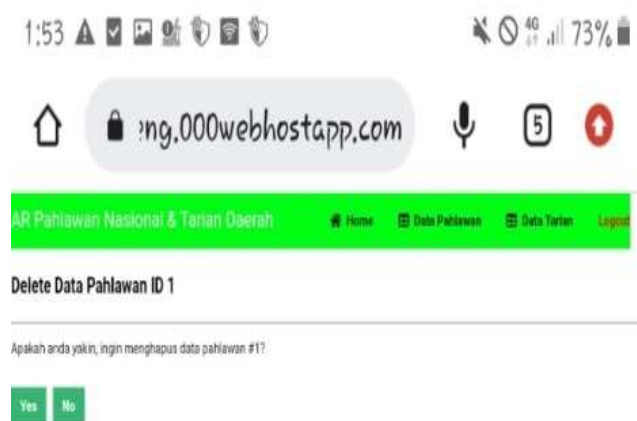 1:53 4G 73%
ng.000webhostapp.com 5
AR Pahlawan Nasional & Tarian Daerah Home Data Pahlawan Data Tarian Logout
Delete Data Pahlawan ID 1
Apakah anda yakin, ingin menghapus data pahlawan #1?
Yes No